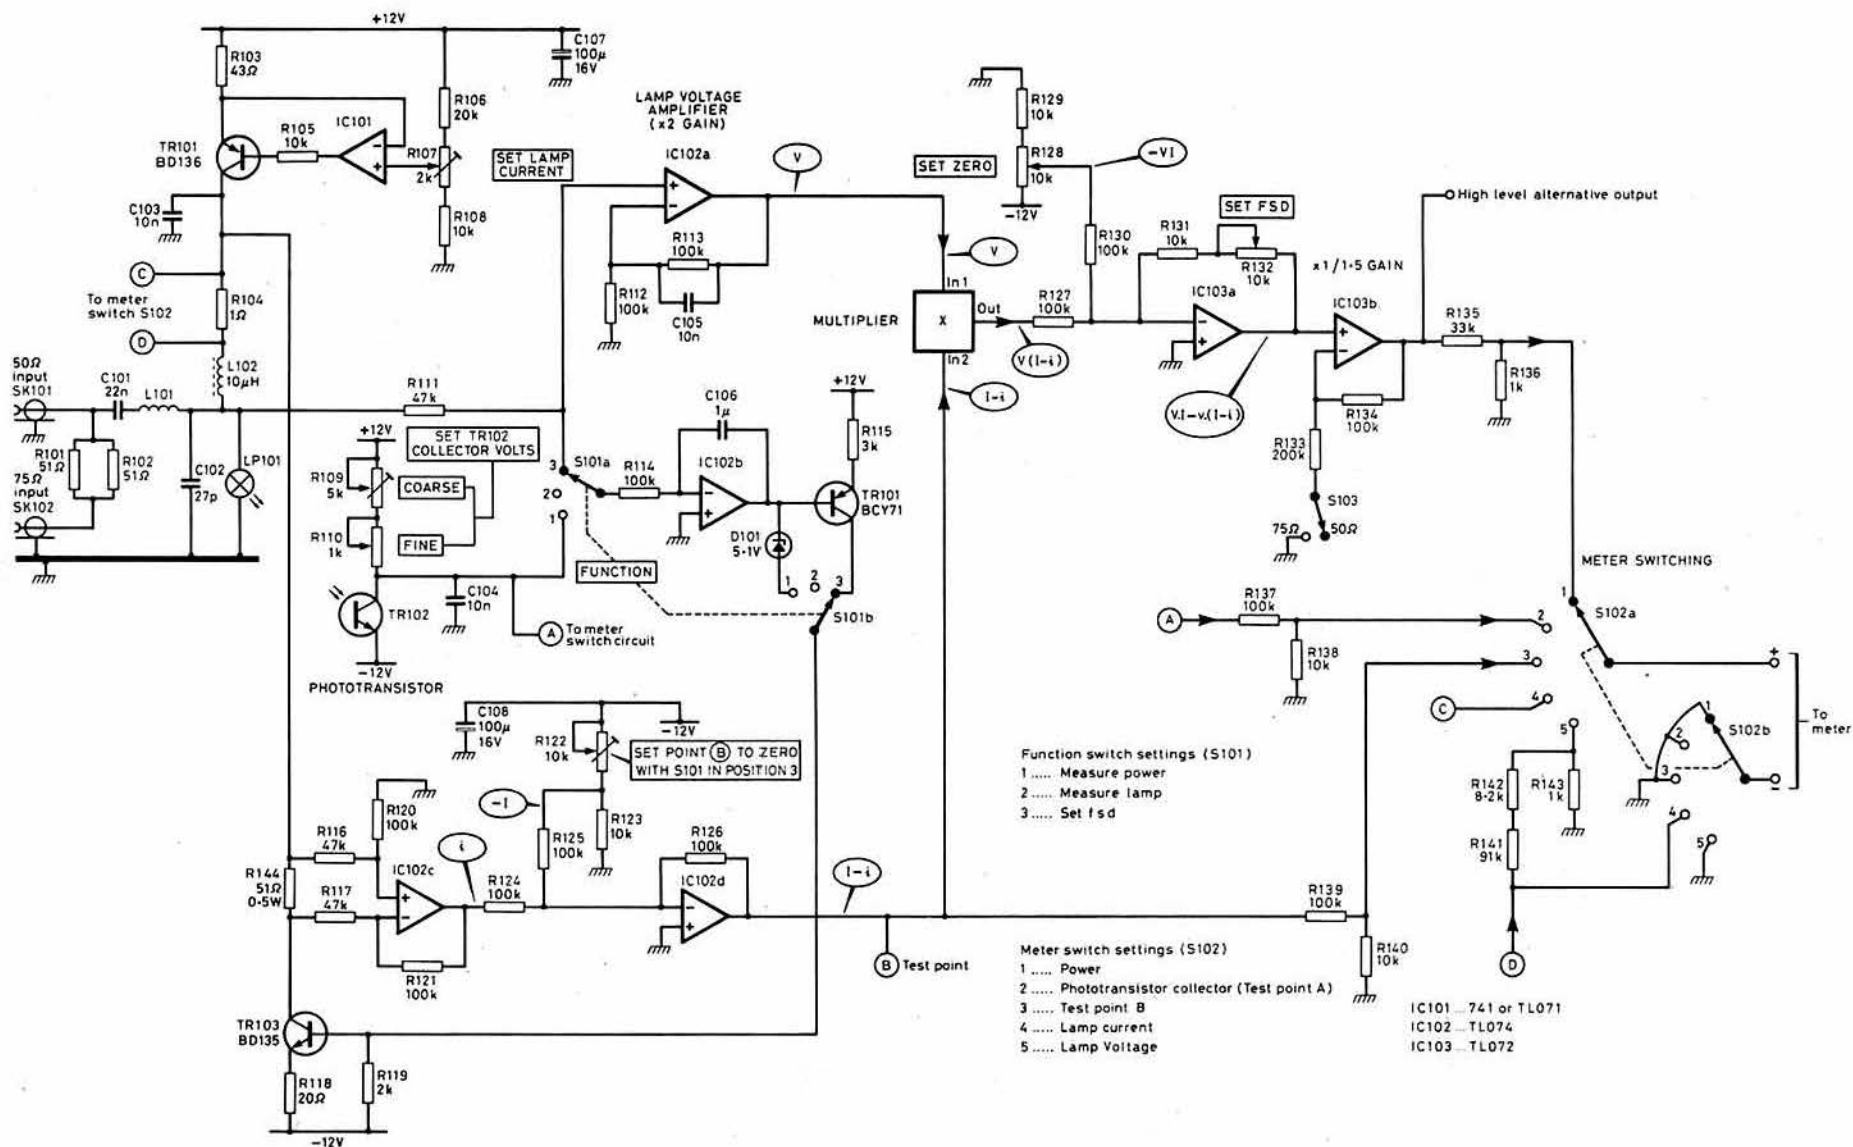 +12V
R103
43Ω
C107
100µ
16V
R106
20k
IC101
R105
10k
TR101
BD136
R107
2k
R108
10k
C103
10n
SET LAMP
CURRENT
LAMP VOLTAGE
AMPLIFIER
(x2 GAIN)
IC102a
V
R113
100k
R112
100k
C105
10n
C
To meter
switch S102
R104
1Ω
D
L102
10µH
50Ω
input
SK101
C101
22n
L101
R101
51Ω
R102
51Ω
75Ω
input
SK102
C102
27p
LP101
R111
47k
+12V
R109
5k
R110
1k
SET TR102
COLLECTOR VOLTS
COARSE
FINE
TR102
-12V
PHOTOTRANSISTOR
C104
10n
A
To meter
switch circuit
3
2
1
S101a
R114
100k
C106
1µ
IC102b
FUNCTION
D101
5·1V
+12V
R115
3k
TR101
BCY71
1
2
3
S101b
R129
10k
SET ZERO
R128
10k
-12V
-VI
V
In 1
MULTIPLIER
X
Out
In2
I-i
V(I-i)
R127
100k
R130
100k
SET FSD
R131
10k
R132
10k
IC103a
V.I-v.(I-i)
x1/1·5 GAIN
IC103b
High level alternative output
R135
33k
R136
1k
R134
100k
R133
200k
S103
75Ω
50Ω
METER SWITCHING
A
R137
100k
R138
10k
1
2
3
4
5
S102a
C
+
To
meter
-
1
2
3
4
5
S102b
R142
8·2k
R143
1k
R141
91k
D
C108
100µ
16V
-12V
R122
10k
SET POINT B TO ZERO
WITH S101 IN POSITION 3
-I
R125
100k
R123
10k
R120
100k
R116
47k
R144
51Ω
0·5W
R117
47k
IC102c
i
R124
100k
R126
100k
IC102d
I-i
R121
100k
B
Test point
R139
100k
R140
10k
TR103
BD135
R118
20Ω
R119
2k
-12V
Function switch settings (S101)
1 ..... Measure power
2 ..... Measure lamp
3 ..... Set fsd
Meter switch settings (S102)
1 ..... Power
2 ..... Phototransistor collector (Test point A)
3 ..... Test point B
4 ..... Lamp current
5 ..... Lamp Voltage
IC101 ... 741 or TL071
IC102 ... TL074
IC103 ... TL072